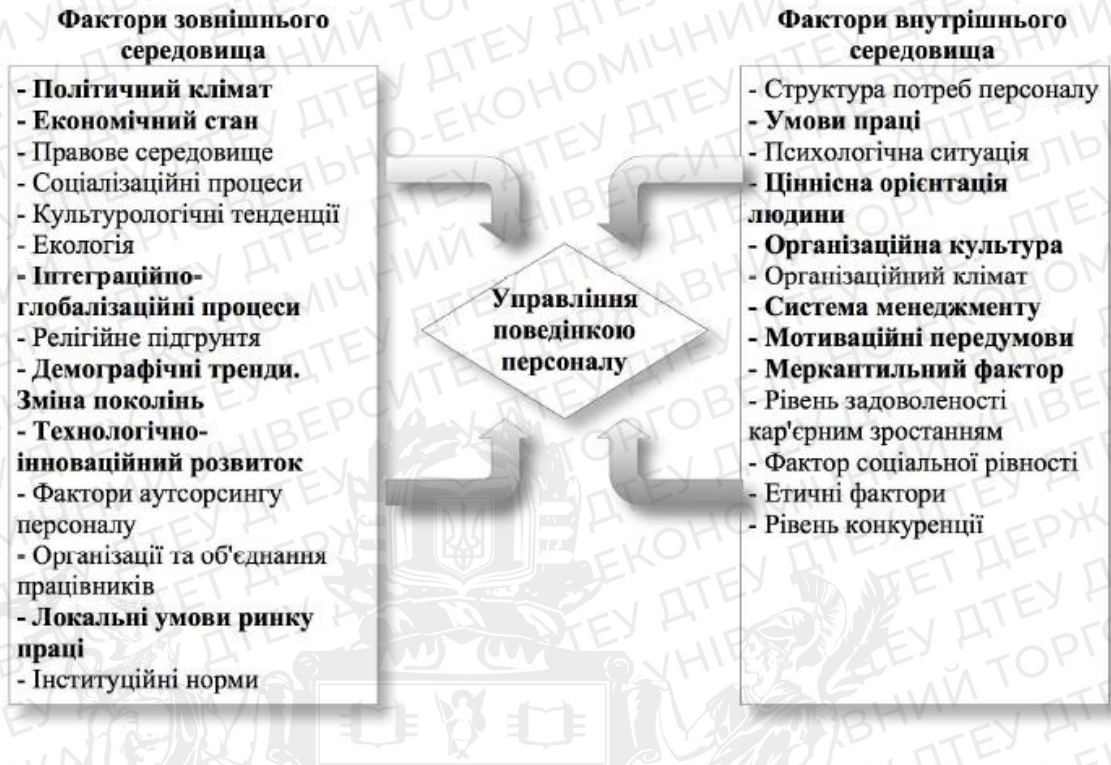 Фактори зовнішнього
середовища
- Політичний клімат
- Економічний стан
- Правове середовище
- Соціалізаційні процеси
- Культурологічні тенденції
- Екологія
- Інтеграційно-
глобалізаційні процеси
- Релігійне підгрунтя
- Демографічні тренди.
Зміна поколінь
- Технологічно-
інноваційний розвиток
- Фактори аутсорсингу
персоналу
- Організації та об'єднання
працівників
- Локальні умови ринку
праці
- Інституційні норми
Управління
поведінкою
персоналу
Фактори внутрішнього
середовища
- Структура потреб персоналу
- Умови праці
- Психологічна ситуація
- Ціннісна орієнтація
людини
- Організаційна культура
- Організаційний клімат
- Система менеджменту
- Мотиваційні передумови
- Меркантильний фактор
- Рівень задоволеності
кар'єрним зростанням
- Фактор соціальної рівності
- Етичні фактори
- Рівень конкуренції